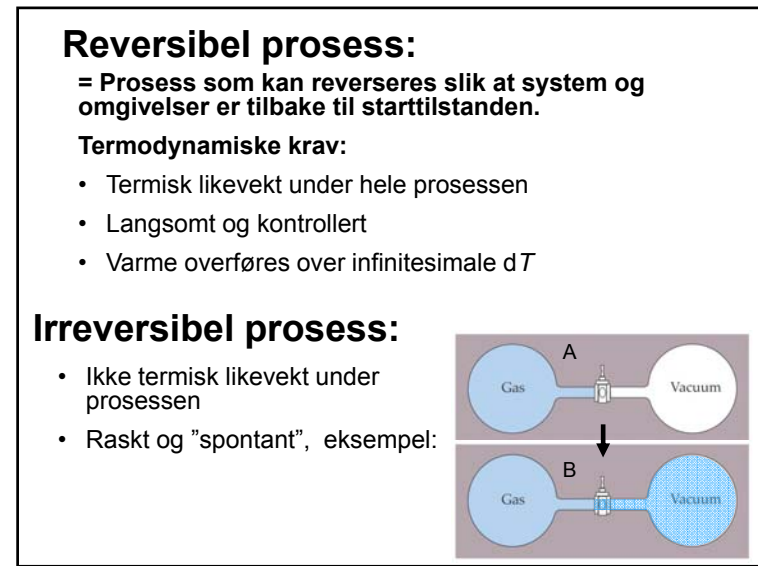 Reversibel prosess:
= Prosess som kan reverseres slik at system og
omgivelser er tilbake til starttilstanden.
Termodynamiske krav:
• Termisk likevekt under hele prosessen
• Langsomt og kontrollert
• Varme overføres over infinitesimale dT
Irreversibel prosess:
• Ikke termisk likevekt under
prosessen
• Raskt og ”spontant”, eksempel:
A
Gas
Vacuum
B
Gas
Vacuum